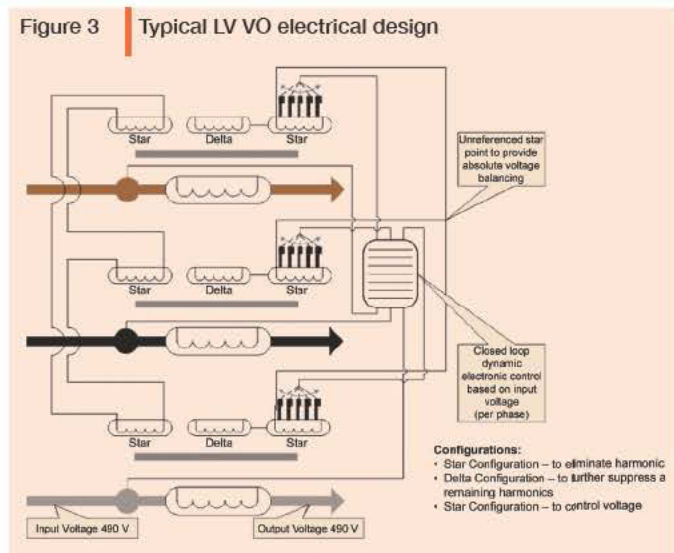 Figure 3 Typical LV VO electrical design
Star Delta Star
Unreferenced star
point to provide
absolute voltage
balancing
Star Delta Star
Closed loop
dynamic
electronic control
based on input
voltage
(per phase)
Star Delta Star
Configurations:
• Star Configuration – to eliminate harmonic
• Delta Configuration – to further suppress a
remaining harmonics
• Star Configuration – to control voltage
Input Voltage 490 V
Output Voltage 490 V